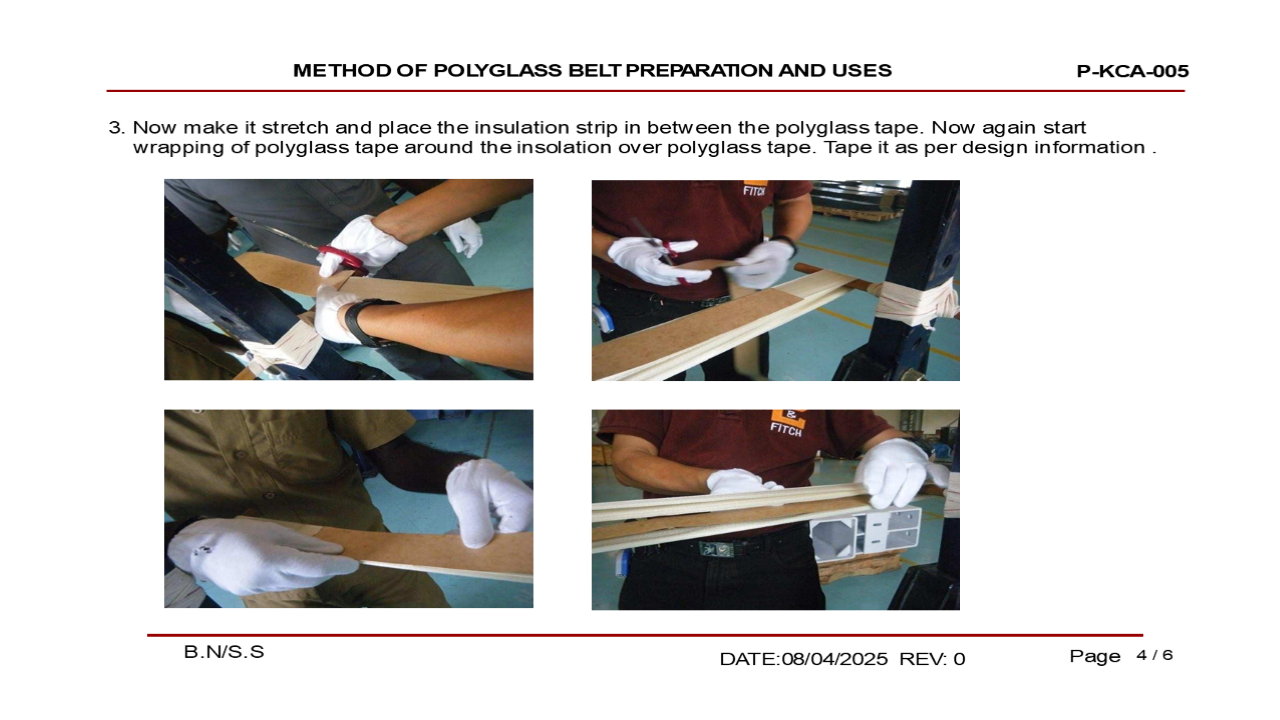 METHOD OF POLYGLASS BELT PREPARATION AND USES P-KCA-005
3. Now make it stretch and place the insulation strip in between the polyglass tape. Now again start
wrapping of polyglass tape around the insolation over polyglass tape. Tape it as per design information .
FITCH
&
FITCH
B.N/S.S
DATE:08/04/2025 REV: 0
Page 4 / 6